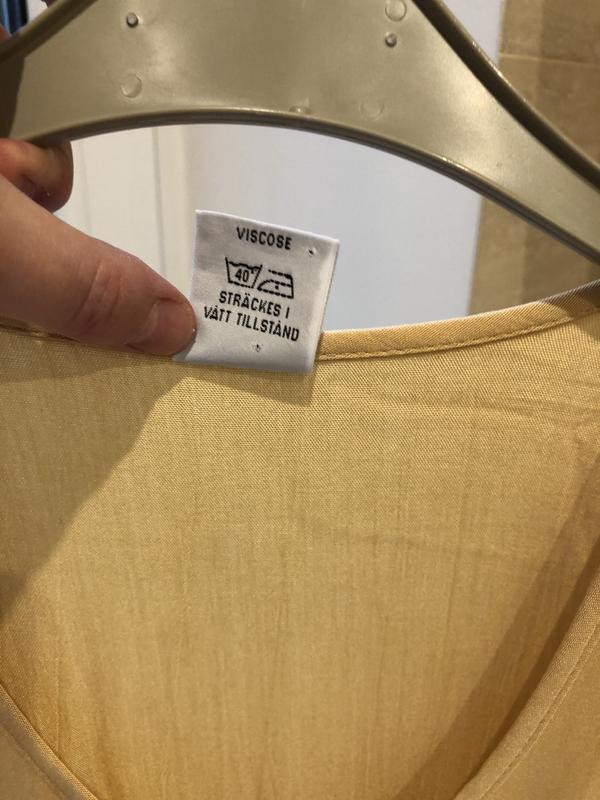 VISCOSE
40°
STRÄCKES I
VÅTT TILLSTÅND